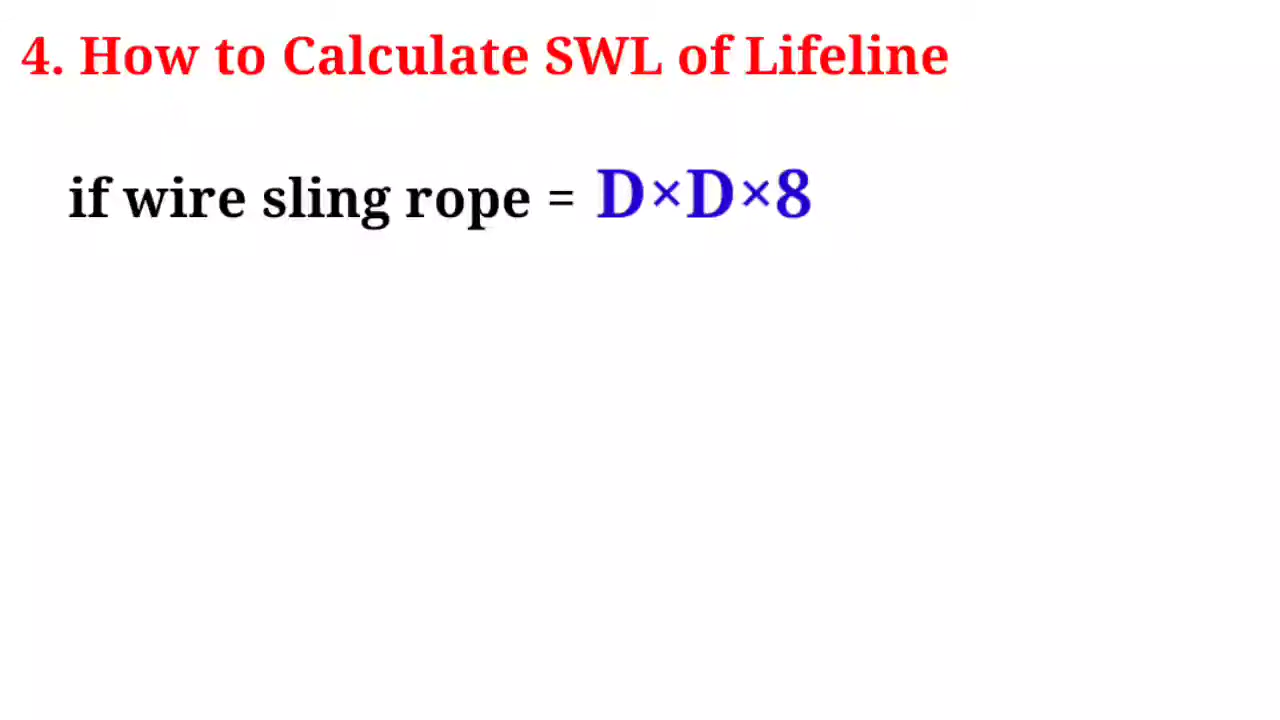 4. How to Calculate SWL of Lifeline
if wire sling rope = D×D×8